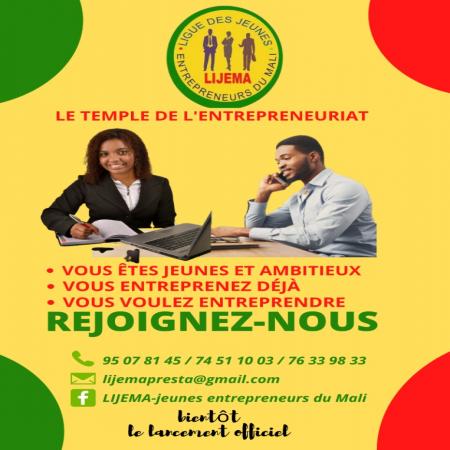 LIGUE DES JEUNES
ENTREPRENEURS DU MALI
LIJEMA
LE TEMPLE DE L'ENTREPRENEURIAT
• VOUS ÊTES JEUNES ET AMBITIEUX
• VOUS ENTREPRENEZ DÉJÀ
• VOUS VOULEZ ENTREPRENDRE
REJOIGNEZ-NOUS
95 07 81 45 / 74 51 10 03 / 76 33 98 33
lijemapresta@gmail.com
f LIJEMA-jeunes entrepreneurs du Mali
bientôt
le lancement officiel